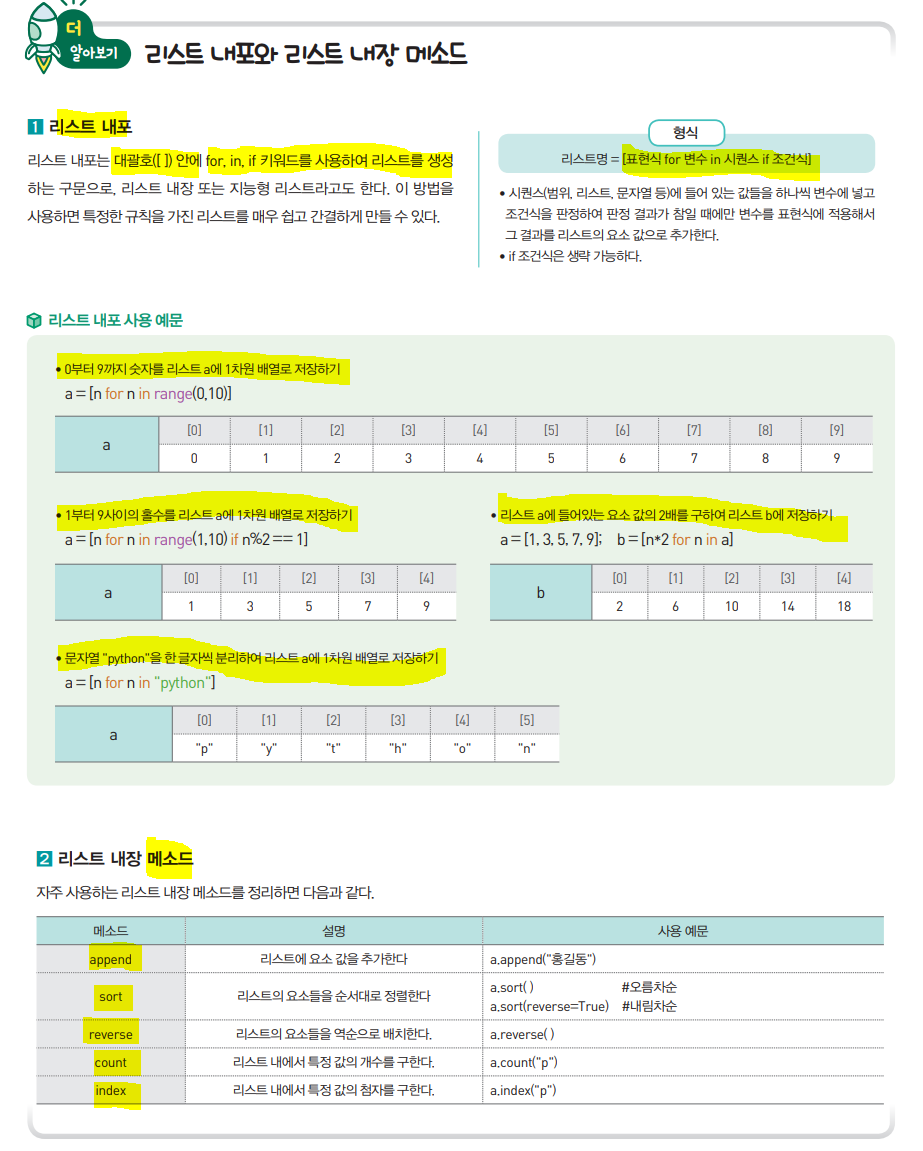 더
알아보기
리스트 내포와 리스트 내장 메소드
1 리스트 내포
리스트 내포는 대괄호([ ]) 안에 for, in, if 키워드를 사용하여 리스트를 생성
하는 구문으로, 리스트 내장 또는 지능형 리스트라고도 한다. 이 방법을
사용하면 특정한 규칙을 가진 리스트를 매우 쉽고 간결하게 만들 수 있다.
형식
리스트명 = [표현식 for 변수 in 시퀀스 if 조건식]
• 시퀀스(범위, 리스트, 문자열 등)에 들어 있는 값들을 하나씩 변수에 넣고
조건식을 판정하여 판정 결과가 참일 때에만 변수를 표현식에 적용해서
그 결과를 리스트의 요소 값으로 추가한다.
• if 조건식은 생략 가능하다.
리스트 내포 사용 예문
• 0부터 9까지 숫자를 리스트 a에 1차원 배열로 저장하기
a = [n for n in range(0,10)]
a [0] [1] [2] [3] [4] [5] [6] [7] [8] [9]
0 1 2 3 4 5 6 7 8 9
• 1부터 9사이의 홀수를 리스트 a에 1차원 배열로 저장하기
a = [n for n in range(1,10) if n%2 == 1]
a [0] [1] [2] [3] [4]
1 3 5 7 9
• 리스트 a에 들어있는 요소 값의 2배를 구하여 리스트 b에 저장하기
a = [1, 3, 5, 7, 9]; b = [n*2 for n in a]
b [0] [1] [2] [3] [4]
2 6 10 14 18
• 문자열 "python"을 한 글자씩 분리하여 리스트 a에 1차원 배열로 저장하기
a = [n for n in "python"]
a [0] [1] [2] [3] [4] [5]
"p" "y" "t" "h" "o" "n"
2 리스트 내장 메소드
자주 사용하는 리스트 내장 메소드를 정리하면 다음과 같다.
메소드 설명 사용 예문
append 리스트에 요소 값을 추가한다 a.append("홍길동")
sort 리스트의 요소들을 순서대로 정렬한다 a.sort( ) #오름차순
a.sort(reverse=True) #내림차순
reverse 리스트의 요소들을 역순으로 배치한다. a.reverse( )
count 리스트 내에서 특정 값의 개수를 구한다. a.count("p")
index 리스트 내에서 특정 값의 첨자를 구한다. a.index("p")